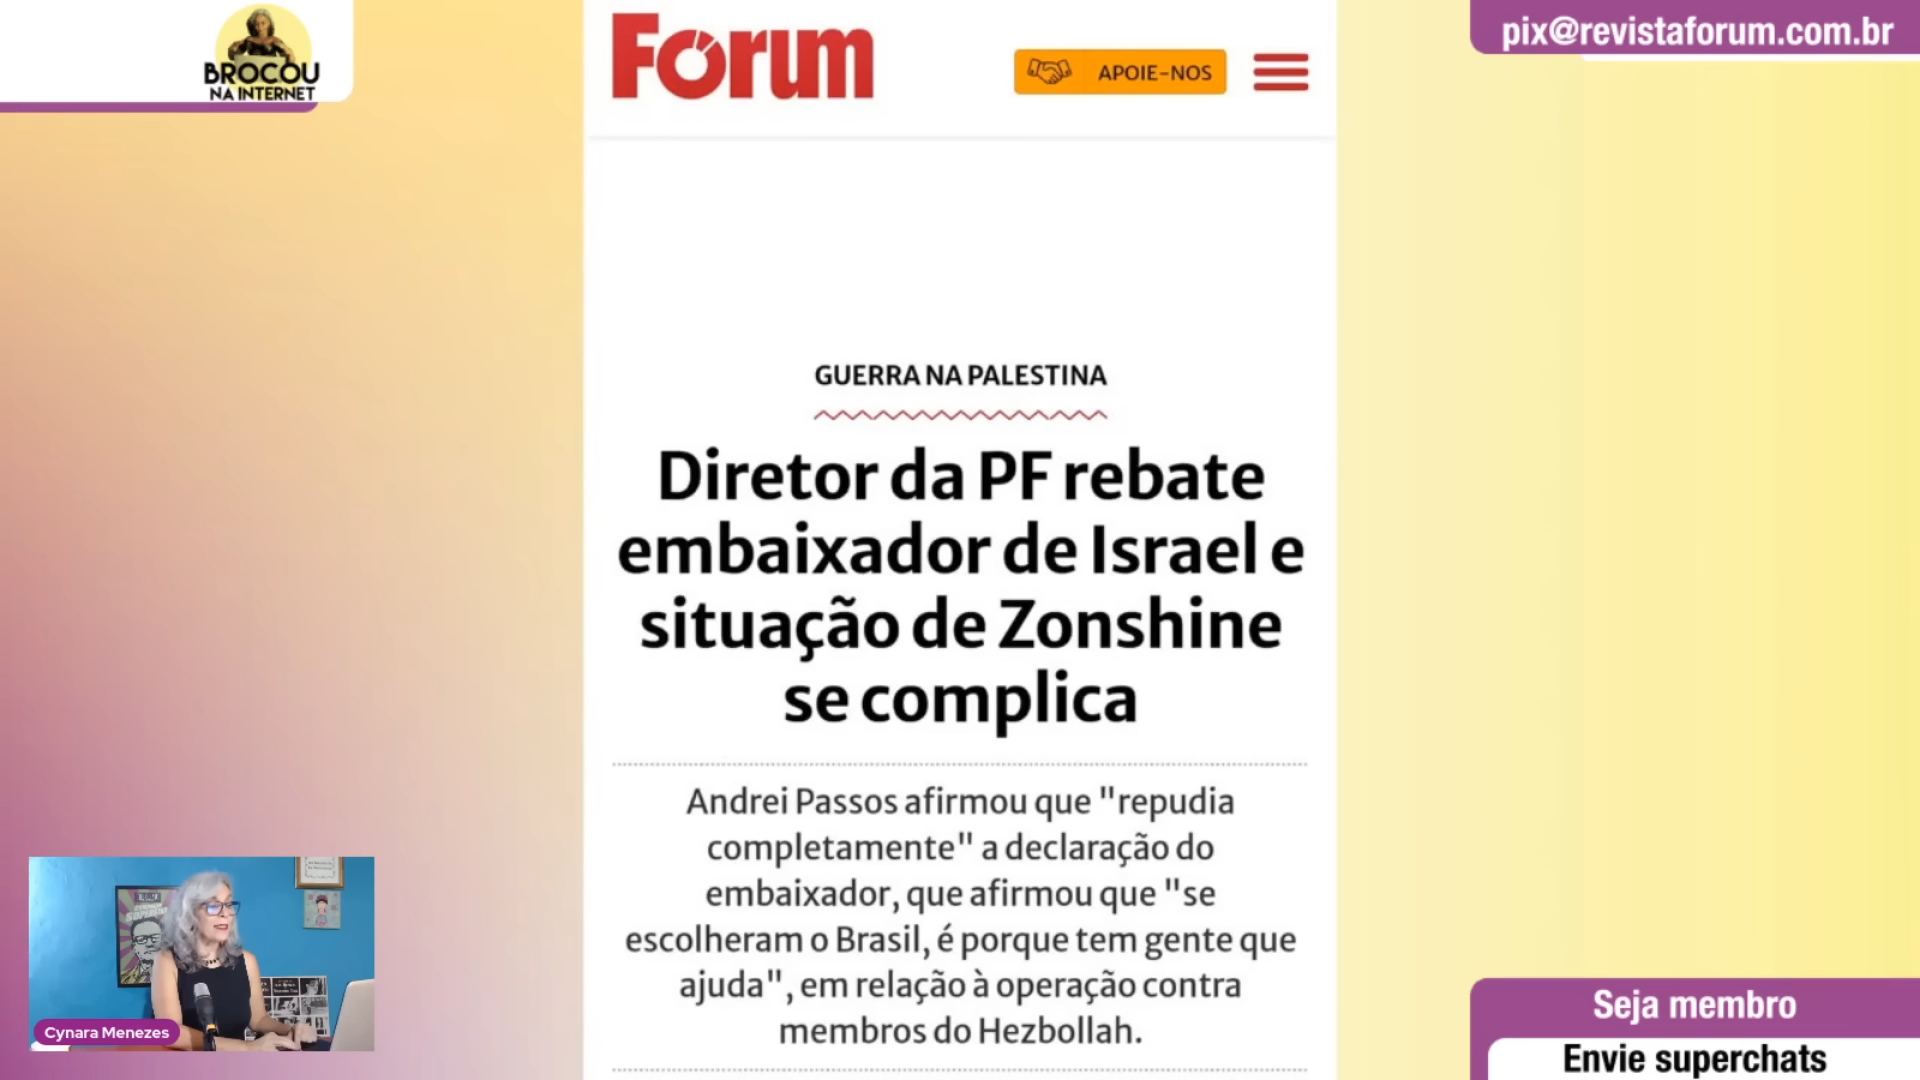 BROCOU
NA INTERNET
Fórum
APOIE-NOS
pix@revistaforum.com.br
GUERRA NA PALESTINA
Diretor da PF rebate
embaixador de Israel e
situação de Zonshine
se complica
Andrei Passos afirmou que "repudia
completamente" a declaração do
embaixador, que afirmou que "se
escolheram o Brasil, é porque tem gente que
ajuda", em relação à operação contra
membros do Hezbollah.
Cynara Menezes
Seja membro
Envie superchats